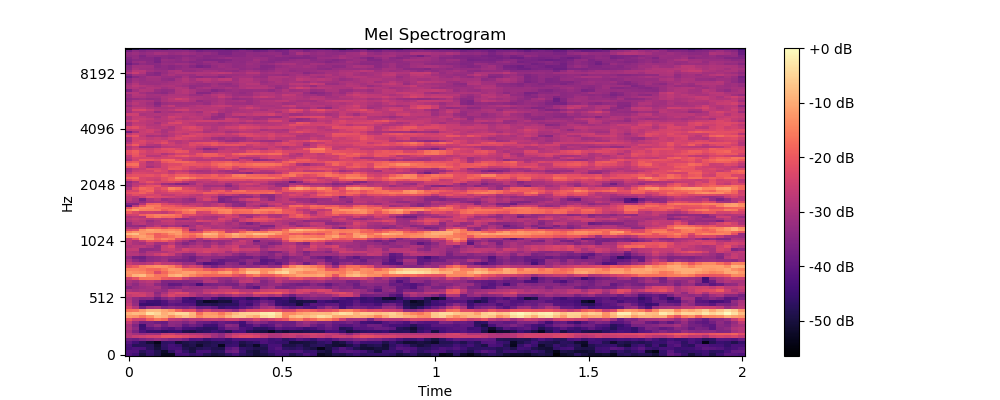 Mel Spectrogram
+0 dB
8192
-10 dB
4096
-20 dB
2048
Hz
-30 dB
1024
-40 dB
512
-50 dB
0
0 0.5 1 1.5 2
Time